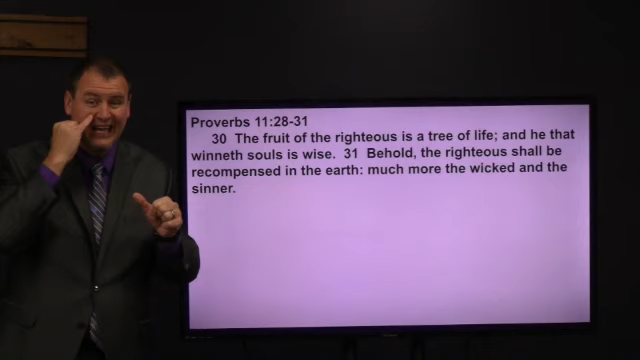 Proverbs 11:28-31
30 The fruit of the righteous is a tree of life; and he that
winneth souls is wise. 31 Behold, the righteous shall be
recompensed in the earth: much more the wicked and the
sinner.